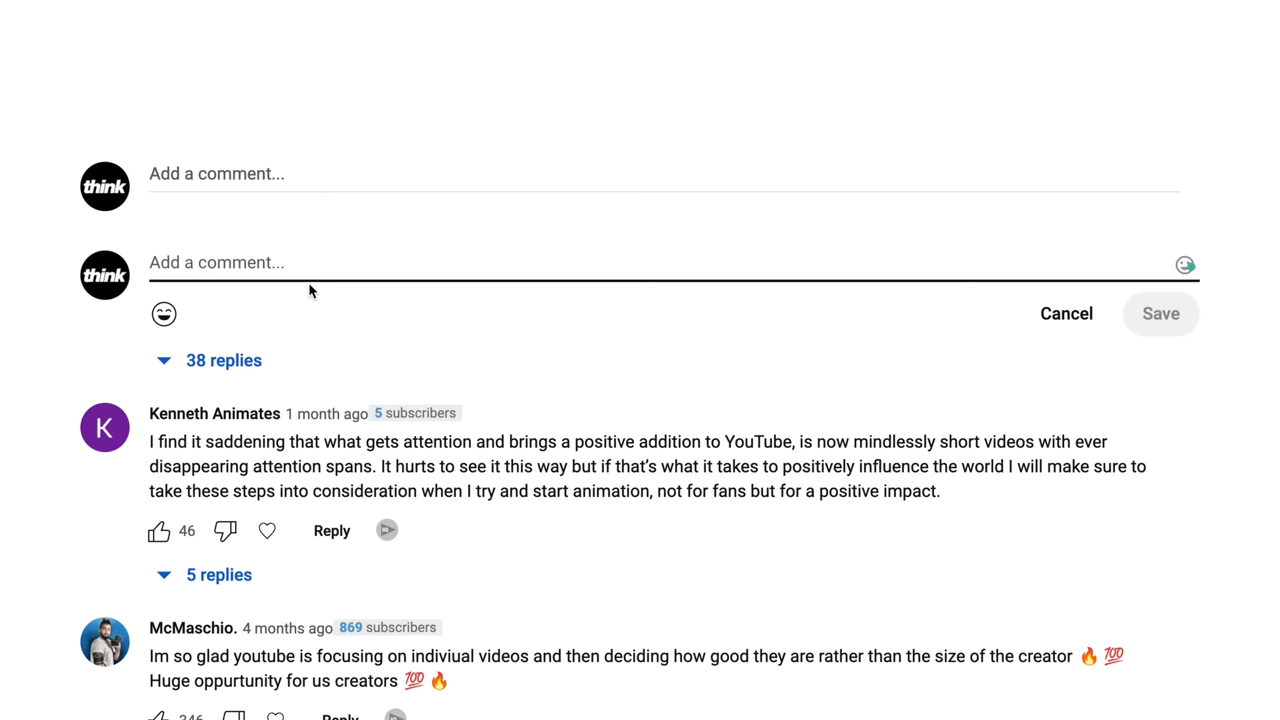 think
Add a comment...
think
Add a comment...
Cancel
Save
38 replies
K
Kenneth Animates 1 month ago 5 subscribers
I find it saddening that what gets attention and brings a positive addition to YouTube, is now mindlessly short videos with ever
disappearing attention spans. It hurts to see it this way but if that's what it takes to positively influence the world I will make sure to
take these steps into consideration when I try and start animation, not for fans but for a positive impact.
46
Reply
5 replies
McMaschio. 4 months ago 869 subscribers
Im so glad youtube is focusing on indiviual videos and then deciding how good they are rather than the size of the creator 🔥 💯
Huge oppurtunity for us creators 💯 🔥
346
Reply